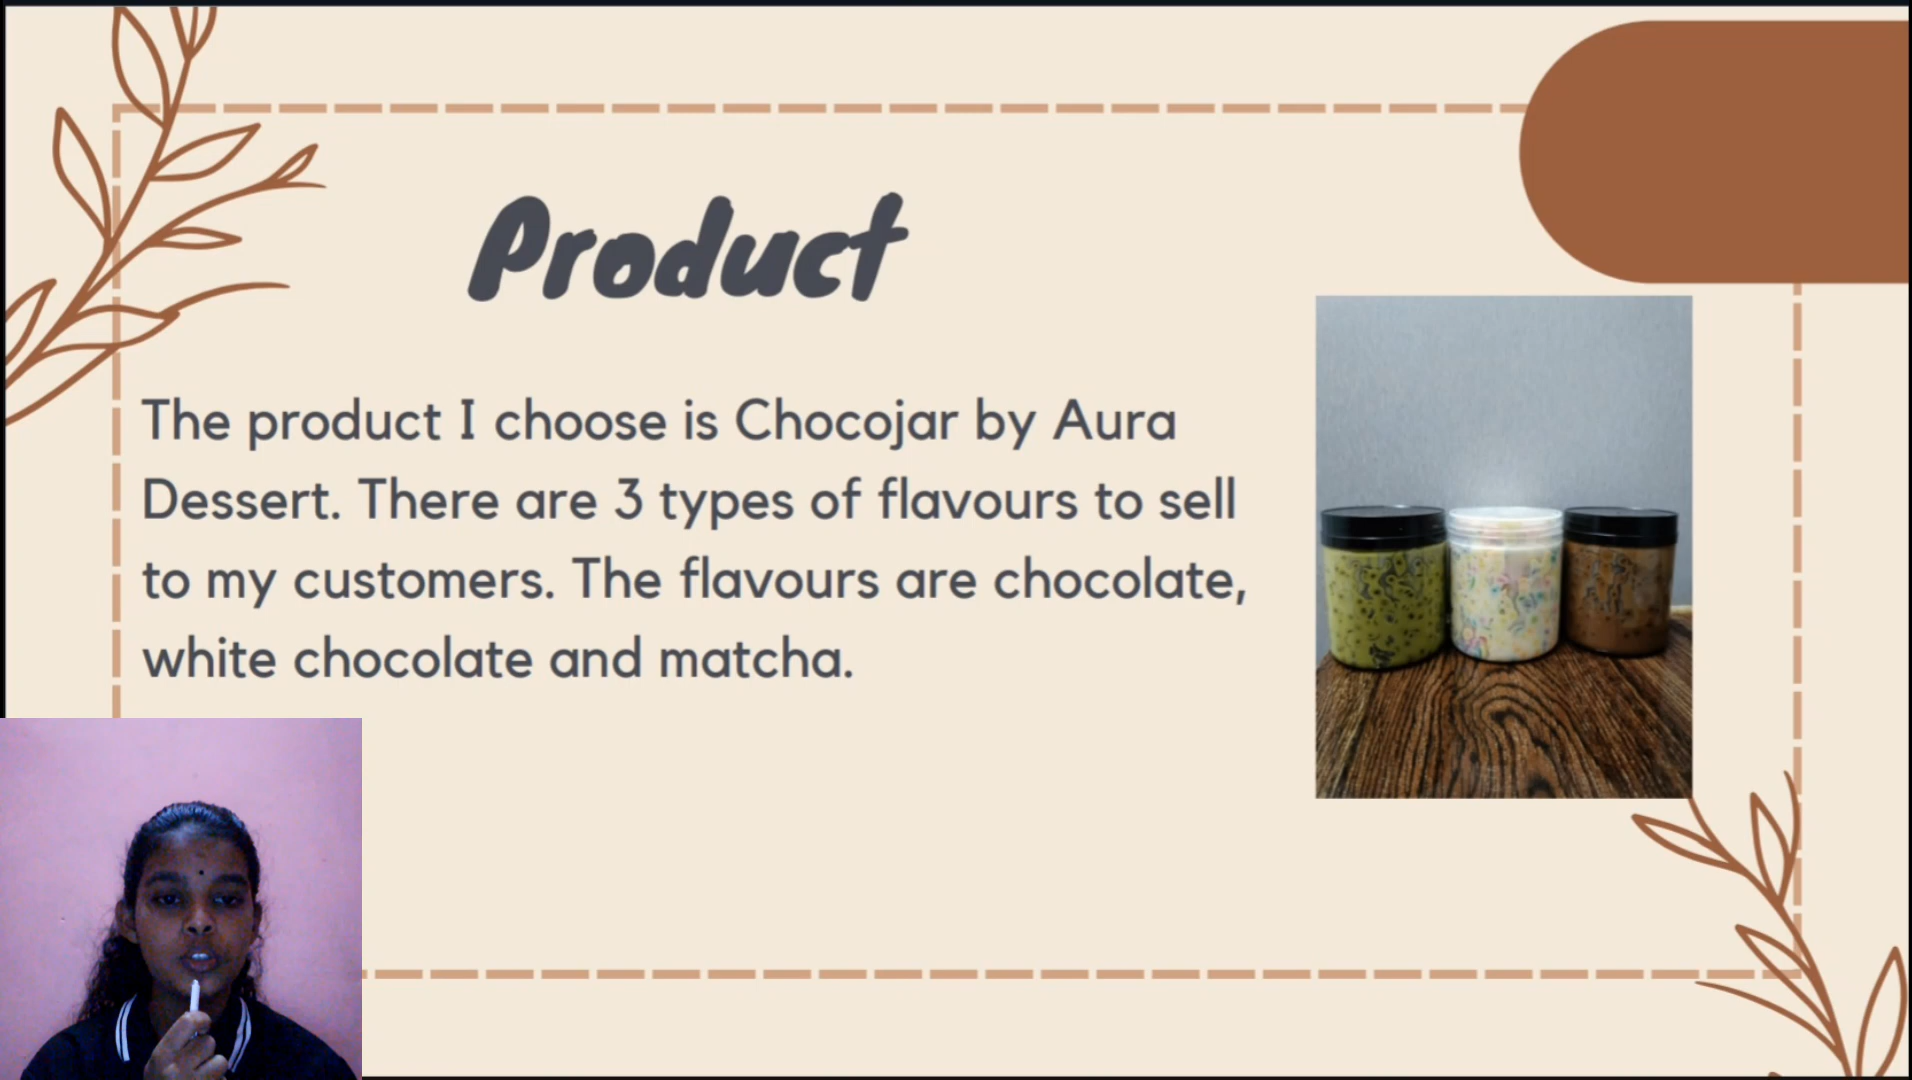 Product
The product I choose is Chocojar by Aura
Dessert. There are 3 types of flavours to sell
to my customers. The flavours are chocolate,
white chocolate and matcha.